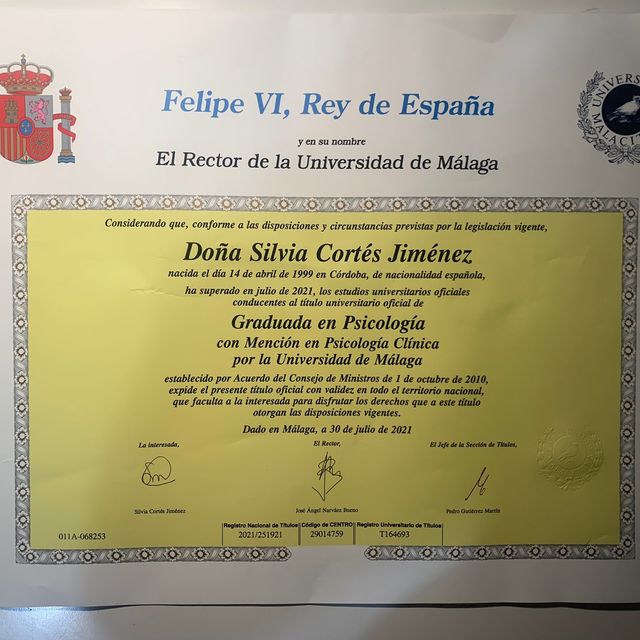 Felipe VI, Rey de España
y en su nombre
El Rector de la Universidad de Málaga
Considerando que, conforme a las disposiciones y circunstancias previstas por la legislación vigente,
Doña Silvia Cortés Jiménez
nacida el día 14 de abril de 1999 en Córdoba, de nacionalidad española,
ha superado en julio de 2021, los estudios universitarios oficiales
conducentes al título universitario oficial de
Graduada en Psicología
con Mención en Psicología Clínica
por la Universidad de Málaga
establecido por Acuerdo del Consejo de Ministros de 1 de octubre de 2010,
expide el presente título oficial con validez en todo el territorio nacional,
que faculta a la interesada para disfrutar los derechos que a este título
otorgan las disposiciones vigentes.
Dado en Málaga, a 30 de julio de 2021
La interesada, El Rector, El Jefe de la Sección de Títulos,
Silvia Cortés Jiménez José Ángel Narváez Bueno Pedro Gutiérrez Martín
Registro Nacional de Títulos Código de CENTRO Registro Universitario de Títulos
011A-068253 2021/251921 29014759 T164693